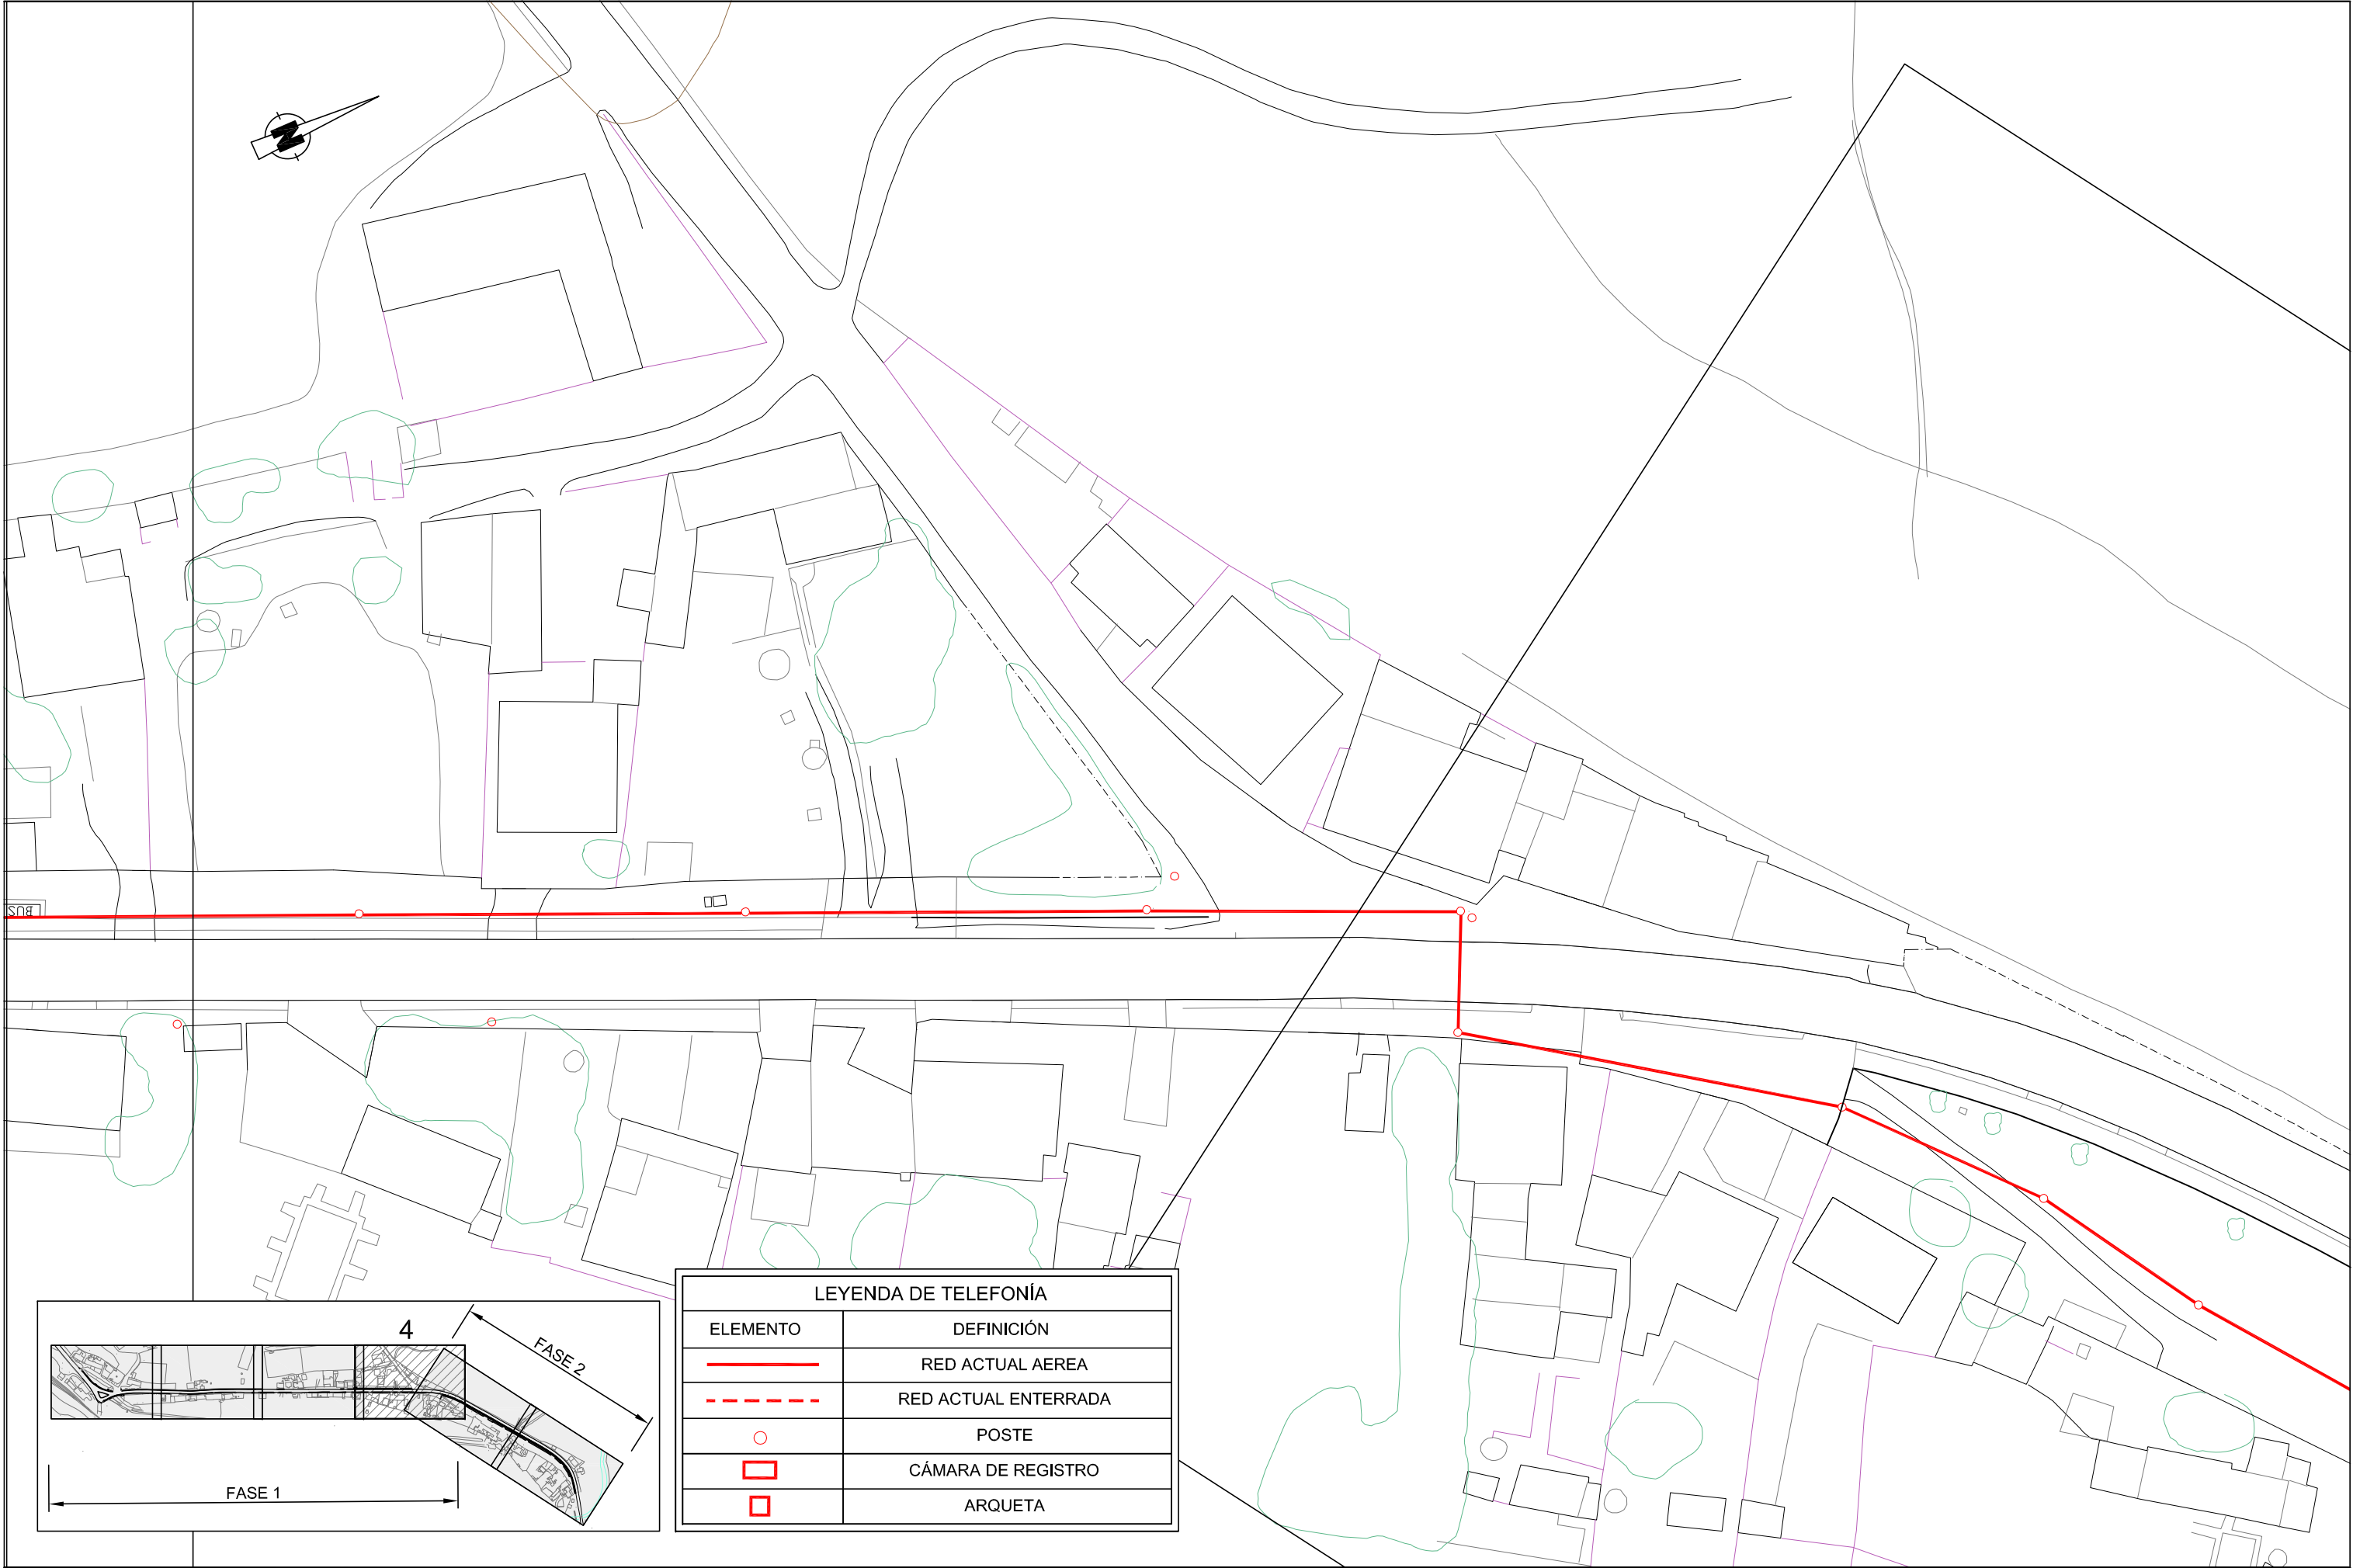 N
BUS
4
FASE 2
FASE 1
LEYENDA DE TELEFONÍA
ELEMENTO DEFINICIÓN
RED ACTUAL AEREA
RED ACTUAL ENTERRADA
POSTE
CÁMARA DE REGISTRO
ARQUETA